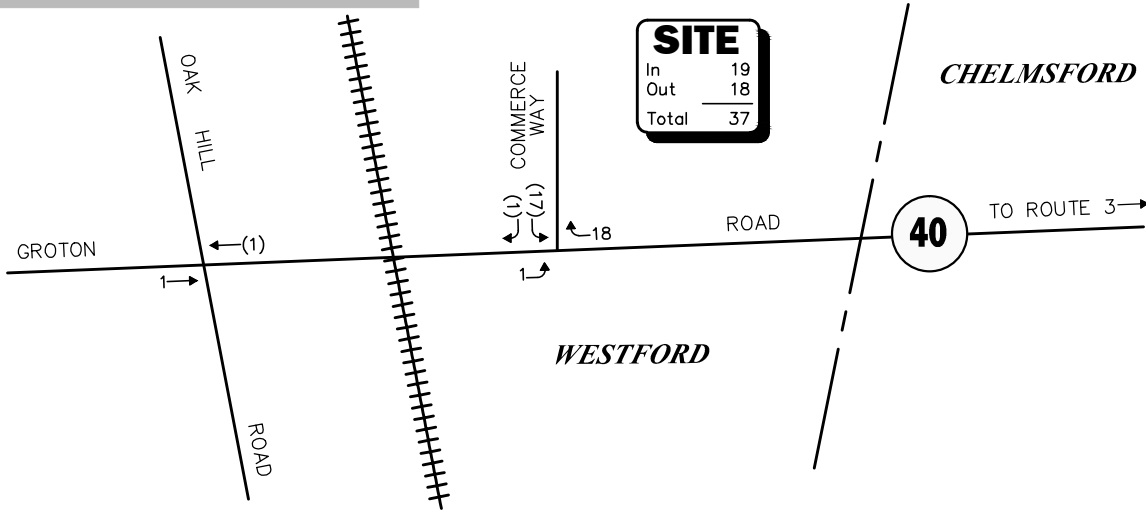 SITE
In 19
Out 18
Total 37
CHELMSFORD
OAK HILL
COMMERCE
WAY
(1)
(17)
18
ROAD
40
TO ROUTE 3
GROTON
(1)
1
1
WESTFORD
ROAD